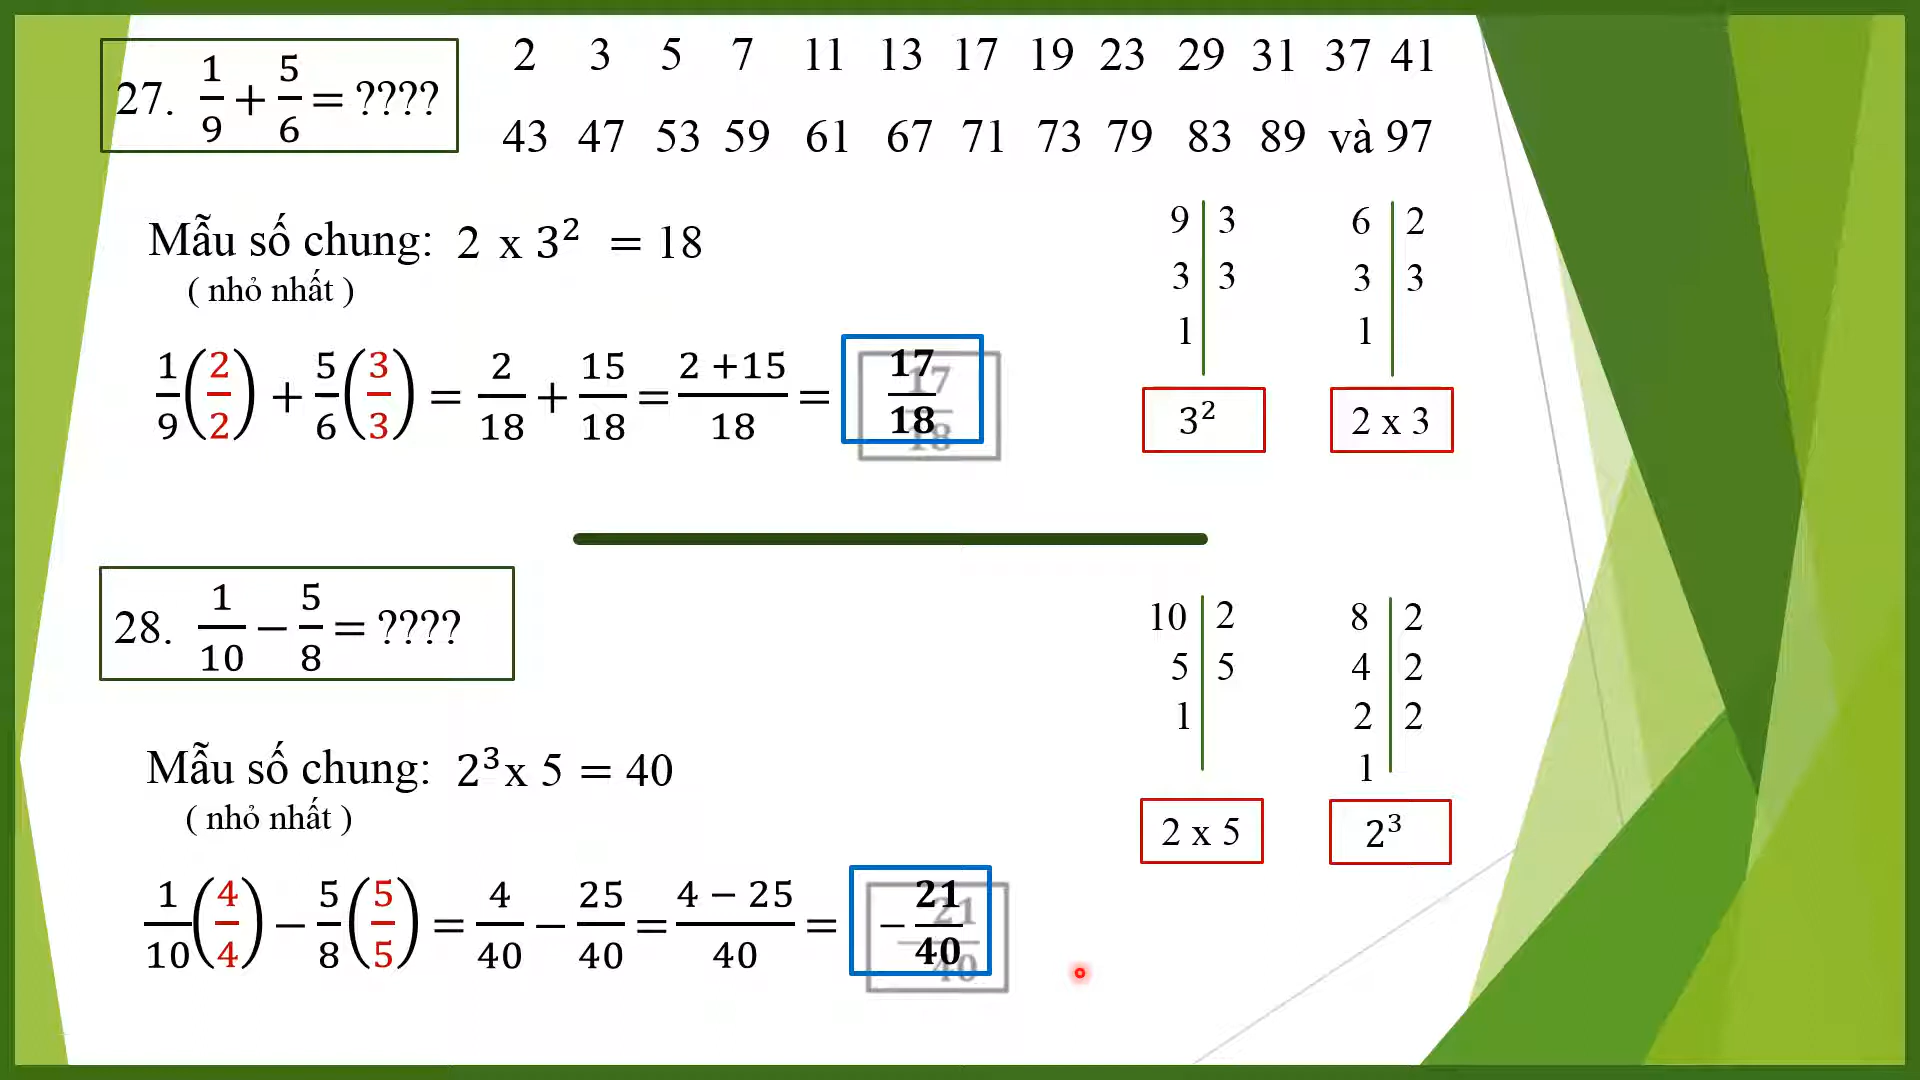 27. 1/9 + 5/6 = ????
2 3 5 7 11 13 17 19 23 29 31 37 41
43 47 53 59 61 67 71 73 79 83 89 và 97
Mẫu số chung: 2 x 3² = 18
( nhỏ nhất )
1/9 (2/2) + 5/6 (3/3) = 2/18 + 15/18 = (2 + 15)/18 = 17/18
9 | 3
3 | 3
1
3²
6 | 2
3 | 3
1
2 x 3
28. 1/10 − 5/8 = ????
Mẫu số chung: 2³ x 5 = 40
( nhỏ nhất )
1/10 (4/4) − 5/8 (5/5) = 4/40 − 25/40 = (4 − 25)/40 = −21/40
10 | 2
5 | 5
1
2 x 5
8 | 2
4 | 2
2 | 2
1
2³